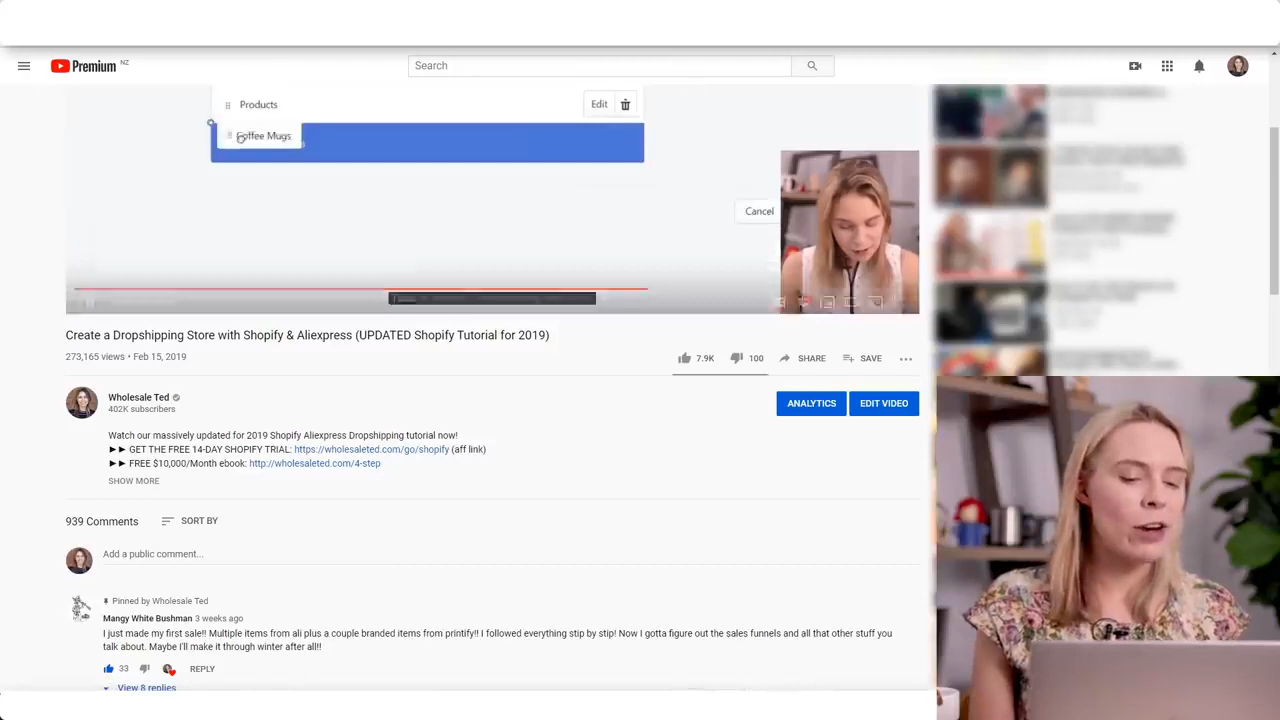 Premium NZ
Search
Products
Edit
Coffee Mugs
Cancel
Create a Dropshipping Store with Shopify & Aliexpress (UPDATED Shopify Tutorial for 2019)
273,165 views • Feb 15, 2019
7.9K
100
SHARE
SAVE
Wholesale Ted
402K subscribers
ANALYTICS
EDIT VIDEO
Watch our massively updated for 2019 Shopify Aliexpress Dropshipping tutorial now!
►► GET THE FREE 14-DAY SHOPIFY TRIAL: https://wholesaleted.com/go/shopify (aff link)
►► FREE $10,000/Month ebook: http://wholesaleted.com/4-step
SHOW MORE
939 Comments
SORT BY
Add a public comment...
Pinned by Wholesale Ted
Mangy White Bushman 3 weeks ago
I just made my first sale!! Multiple items from ali plus a couple branded items from printify!! I followed everything stip by stip! Now I gotta figure out the sales funnels and all that other stuff you
talk about. Maybe I'll make it through winter after all!!
33
REPLY
View 8 replies